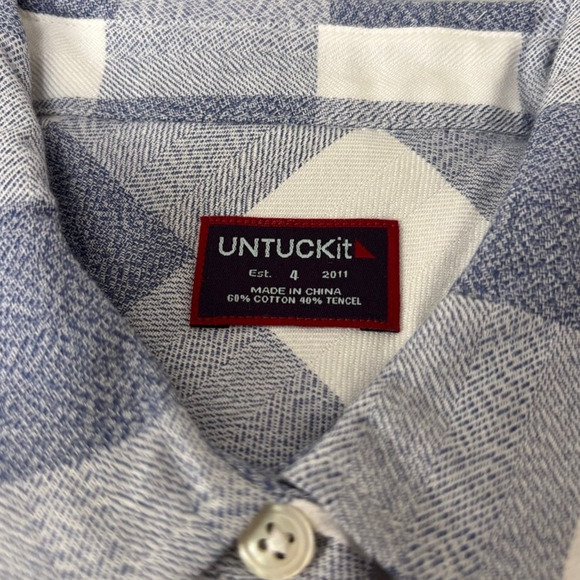 UNTUCKit
Est. 4 2011
MADE IN CHINA
60% COTTON 40% TENCEL